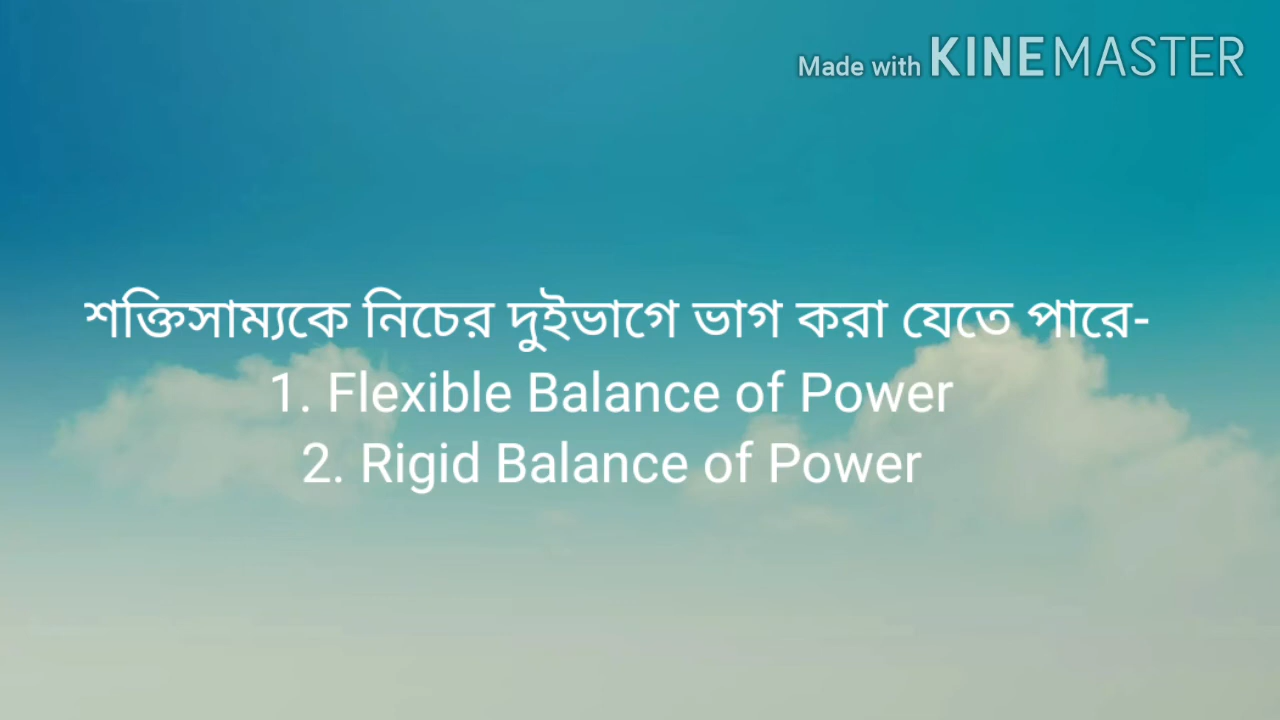 Made with KINEMASTER
শক্তিসাম্যকে নিচের দুইভাগে ভাগ করা যেতে পারে-
1. Flexible Balance of Power
2. Rigid Balance of Power